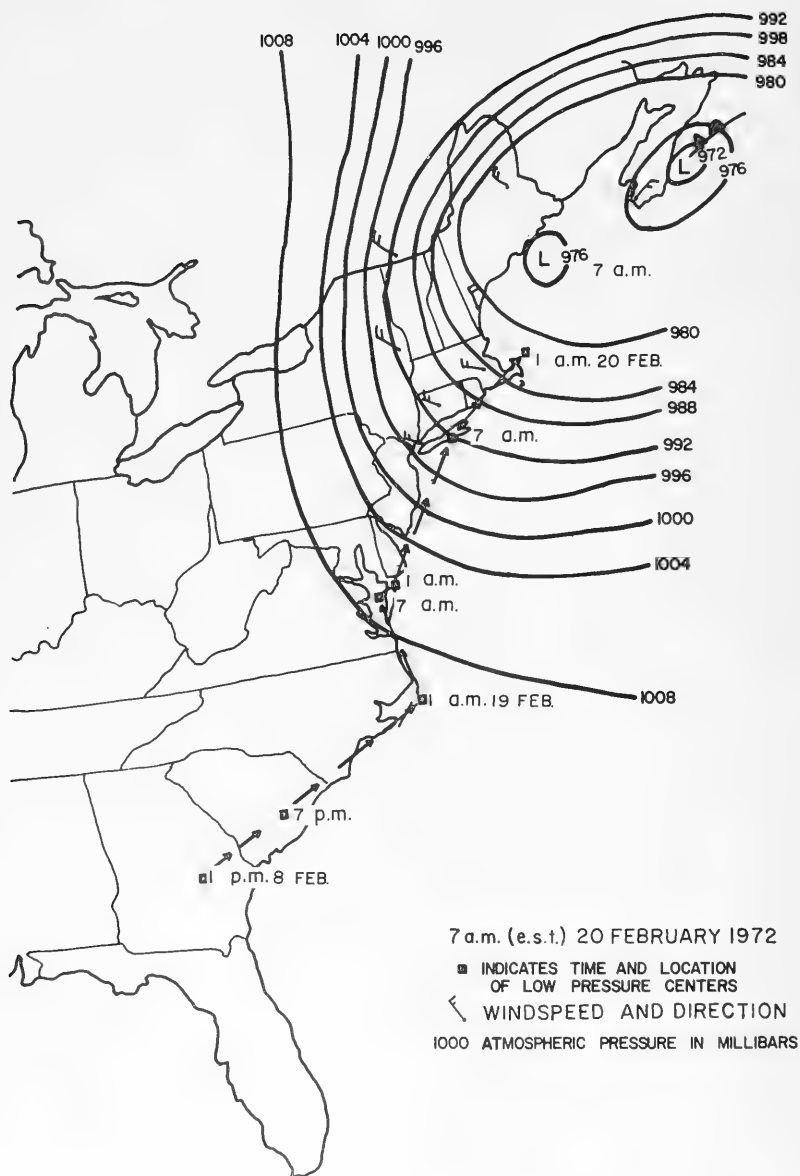 992
1008 1004 1000 996
998
984
980
L 972
976
L 976
7 a.m.
980
1 a.m. 20 FEB.
984
988
7 a.m.
992
996
1000
1004
1 a.m.
7 a.m.
1 a.m. 19 FEB.
1008
7 p.m.
1 p.m. 8 FEB.
7 a.m. (e.s.t.) 20 FEBRUARY 1972
INDICATES TIME AND LOCATION
OF LOW PRESSURE CENTERS
WINDSPEED AND DIRECTION
1000 ATMOSPHERIC PRESSURE IN MILLIBARS